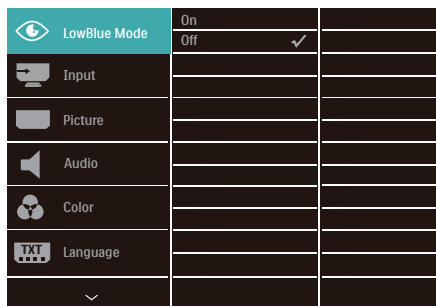 LowBlue Mode
On
Off
Input
Picture
Audio
Color
TXT
Language